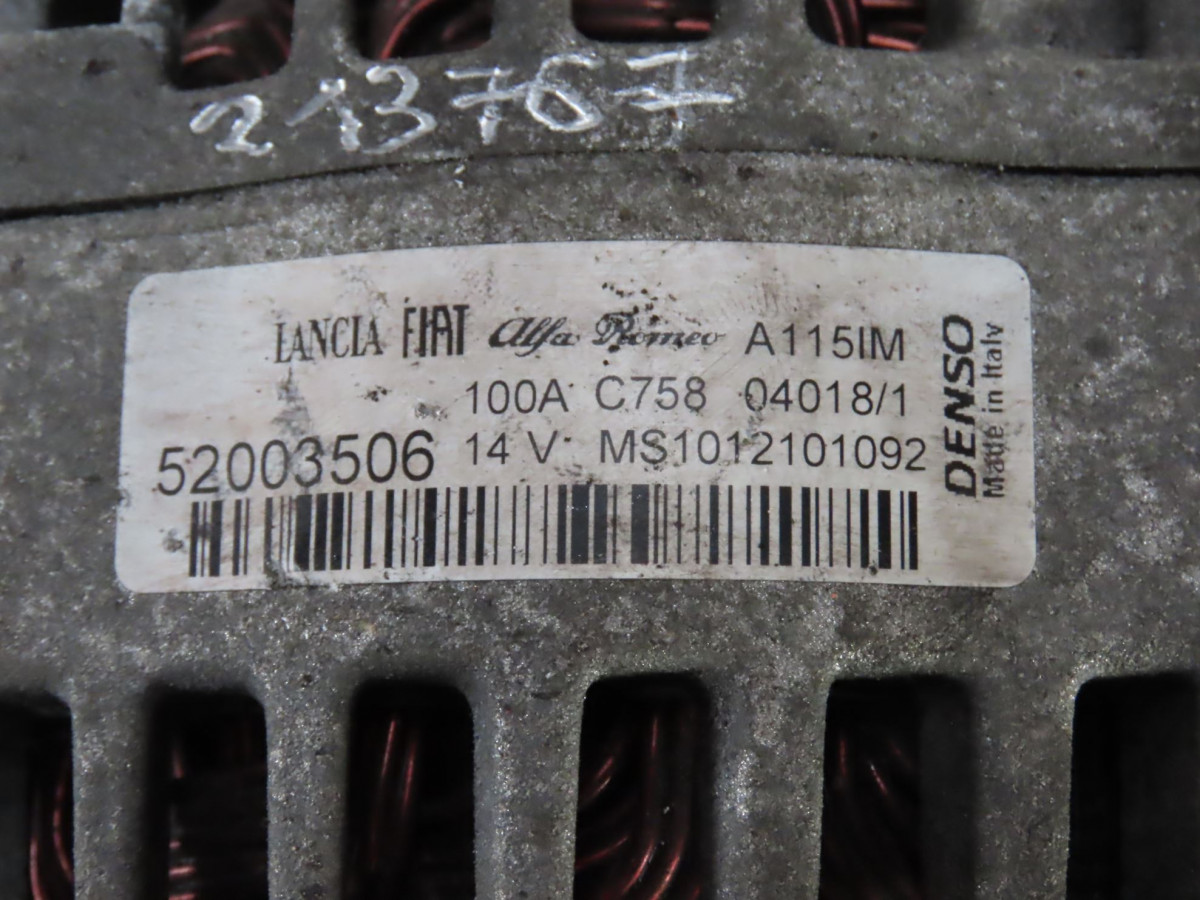 213767
LANCIA FIAT Alfa Romeo A115IM
100A C758 04018/1
52003506 14 V MS1012101092
DENSO
Made in Italy